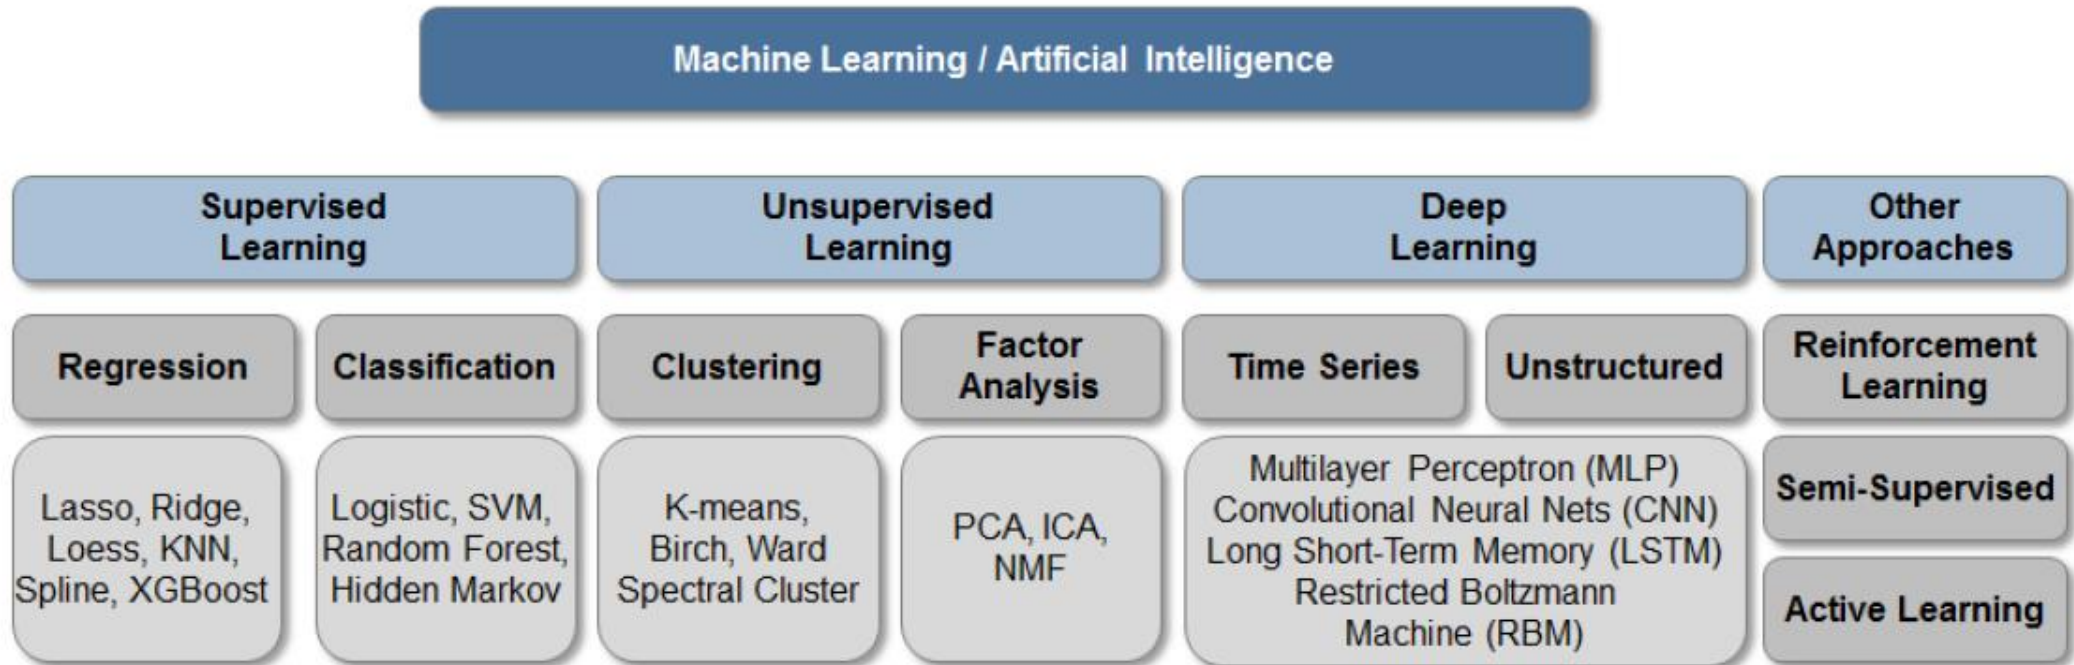 Machine Learning / Artificial Intelligence
Supervised
Learning
Unsupervised
Learning
Deep
Learning
Other
Approaches
Regression
Classification
Clustering
Factor
Analysis
Time Series
Unstructured
Reinforcement
Learning
Lasso, Ridge,
Loess, KNN,
Spline, XGBoost
Logistic, SVM,
Random Forest,
Hidden Markov
K-means,
Birch, Ward
Spectral Cluster
PCA, ICA,
NMF
Multilayer Perceptron (MLP)
Convolutional Neural Nets (CNN)
Long Short-Term Memory (LSTM)
Restricted Boltzmann
Machine (RBM)
Semi-Supervised
Active Learning